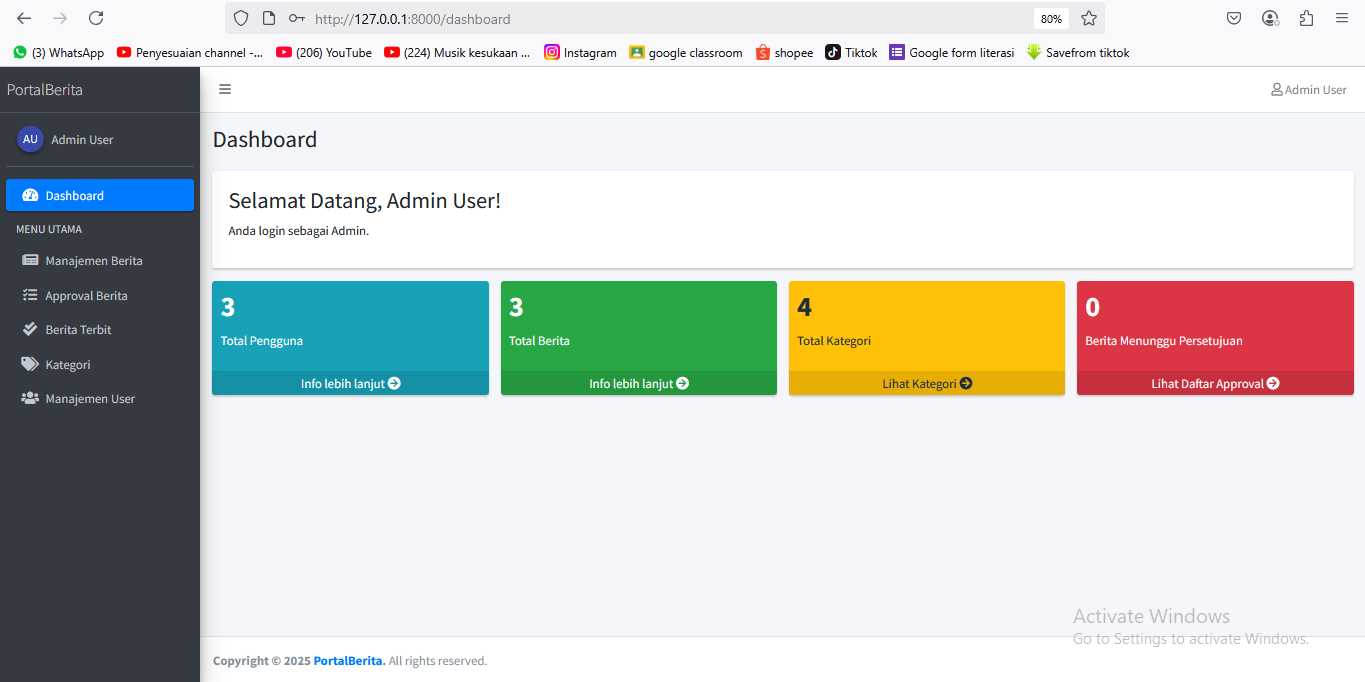 http://127.0.0.1:8000/dashboard
80%
(3) WhatsApp
Penyesuaian channel -...
(206) YouTube
(224) Musik kesukaan ...
Instagram
google classroom
shopee
Tiktok
Google form literasi
Savefrom tiktok
PortalBerita
Admin User
AU
Admin User
Dashboard
MENU UTAMA
Manajemen Berita
Approval Berita
Berita Terbit
Kategori
Manajemen User
Dashboard
Selamat Datang, Admin User!
Anda login sebagai Admin.
3
Total Pengguna
Info lebih lanjut
3
Total Berita
Info lebih lanjut
4
Total Kategori
Lihat Kategori
0
Berita Menunggu Persetujuan
Lihat Daftar Approval
Activate Windows
Go to Settings to activate Windows.
Copyright © 2025 PortalBerita. All rights reserved.